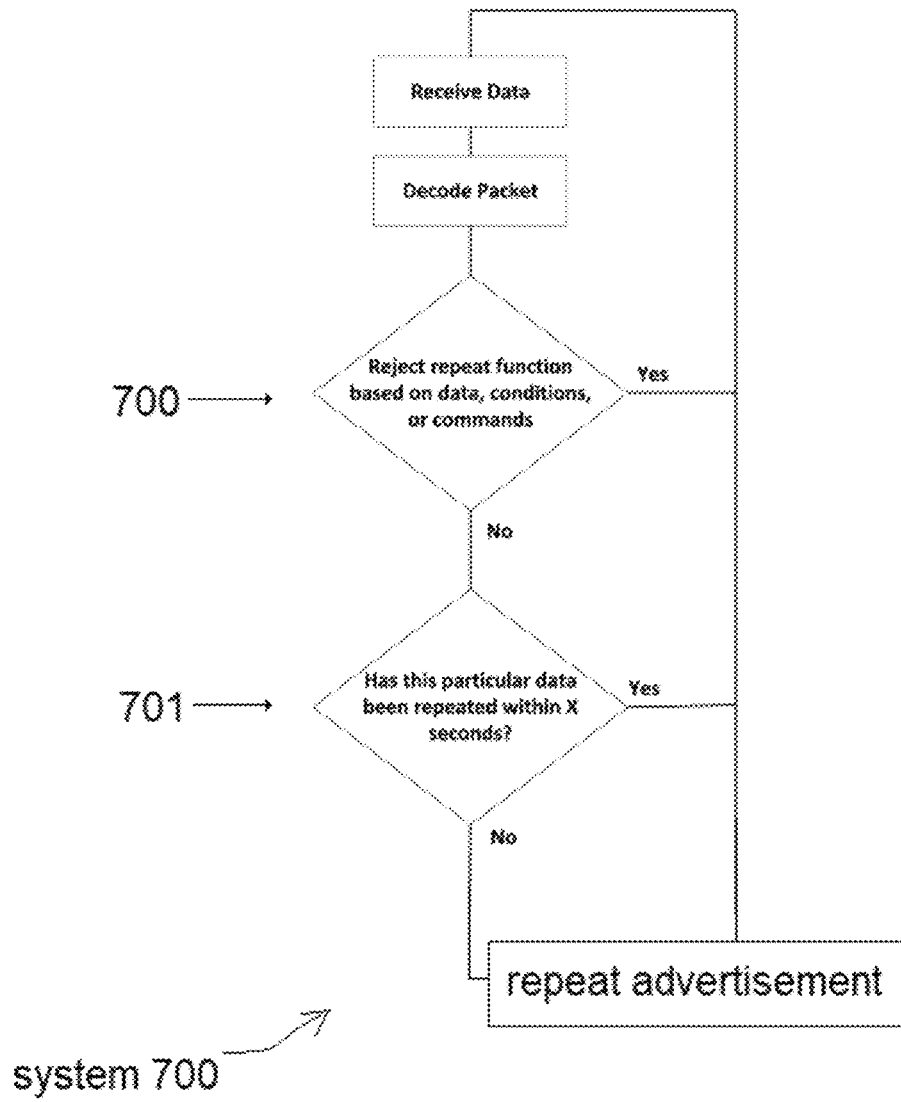 Receive Data
Decode Packet
Reject repeat function
based on data, conditions,
or commands
Yes
700
No
Has this particular data
been repeated within X
seconds?
Yes
701
No
repeat advertisement
system 700